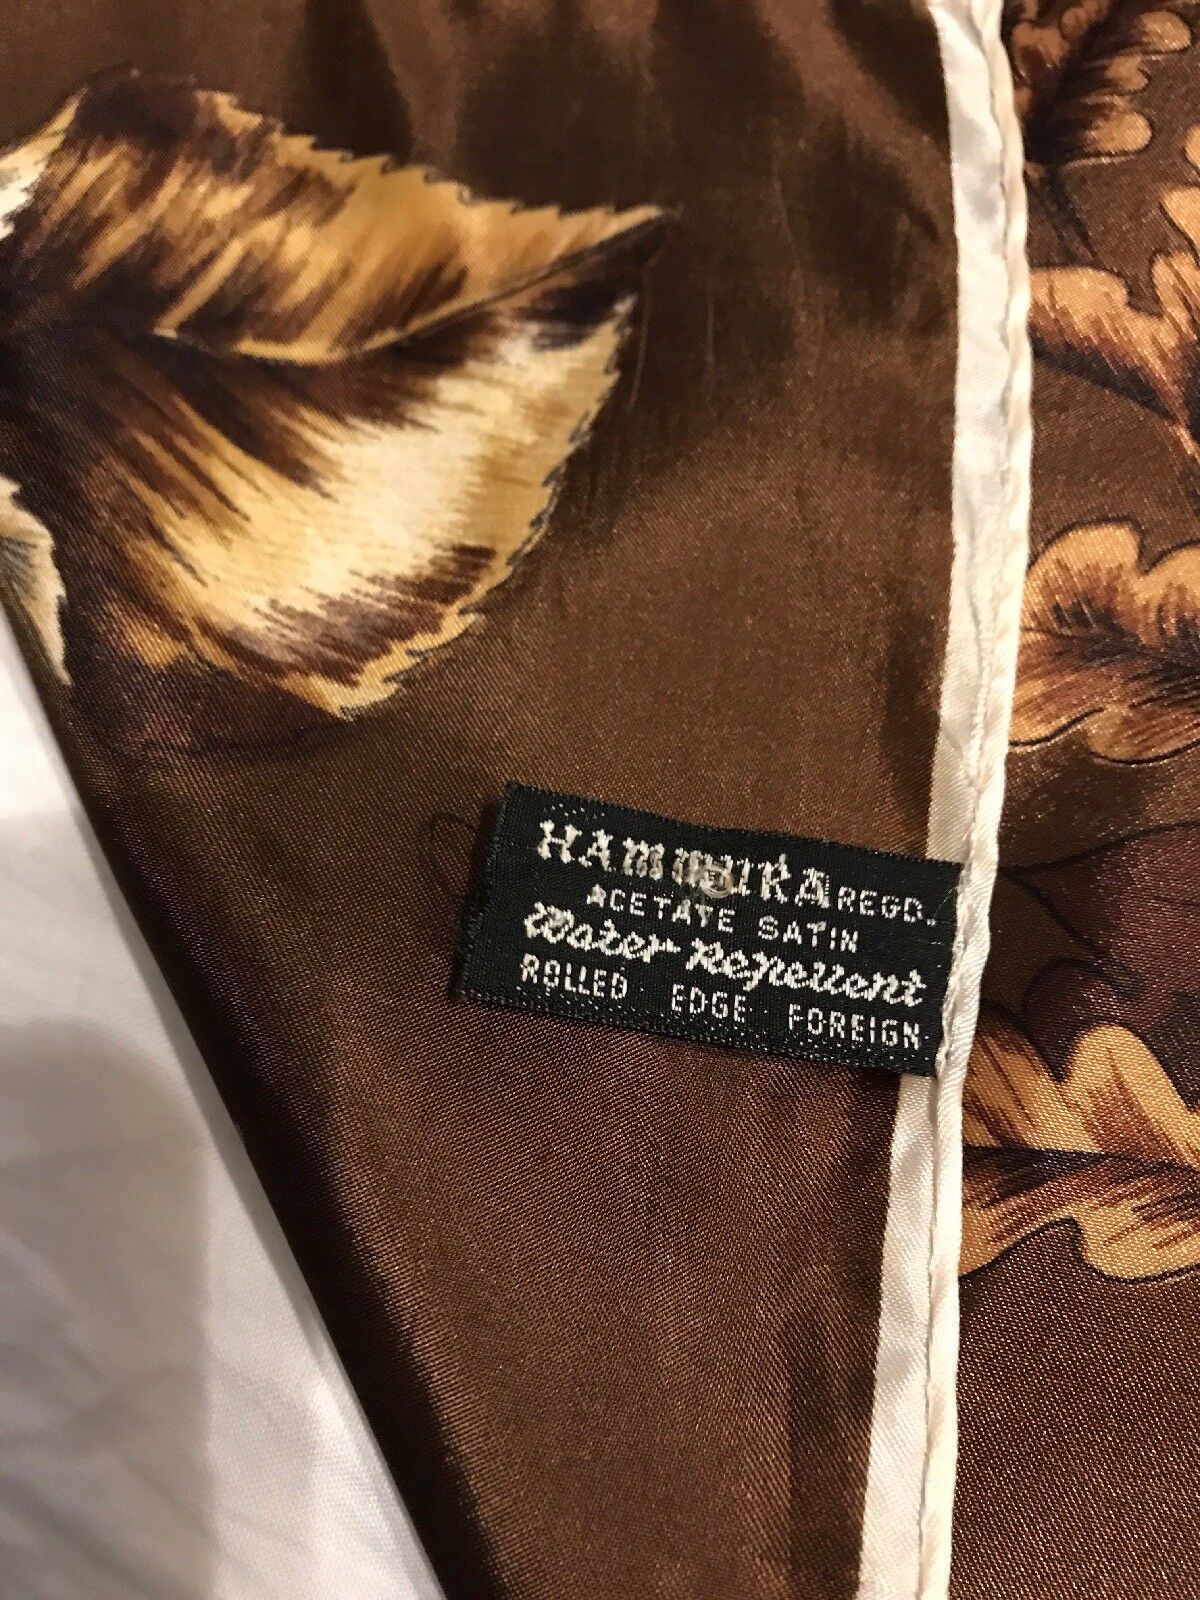 REGD.
ACETATE SATIN
Water Repellent
ROLLED EDGE FOREIGN